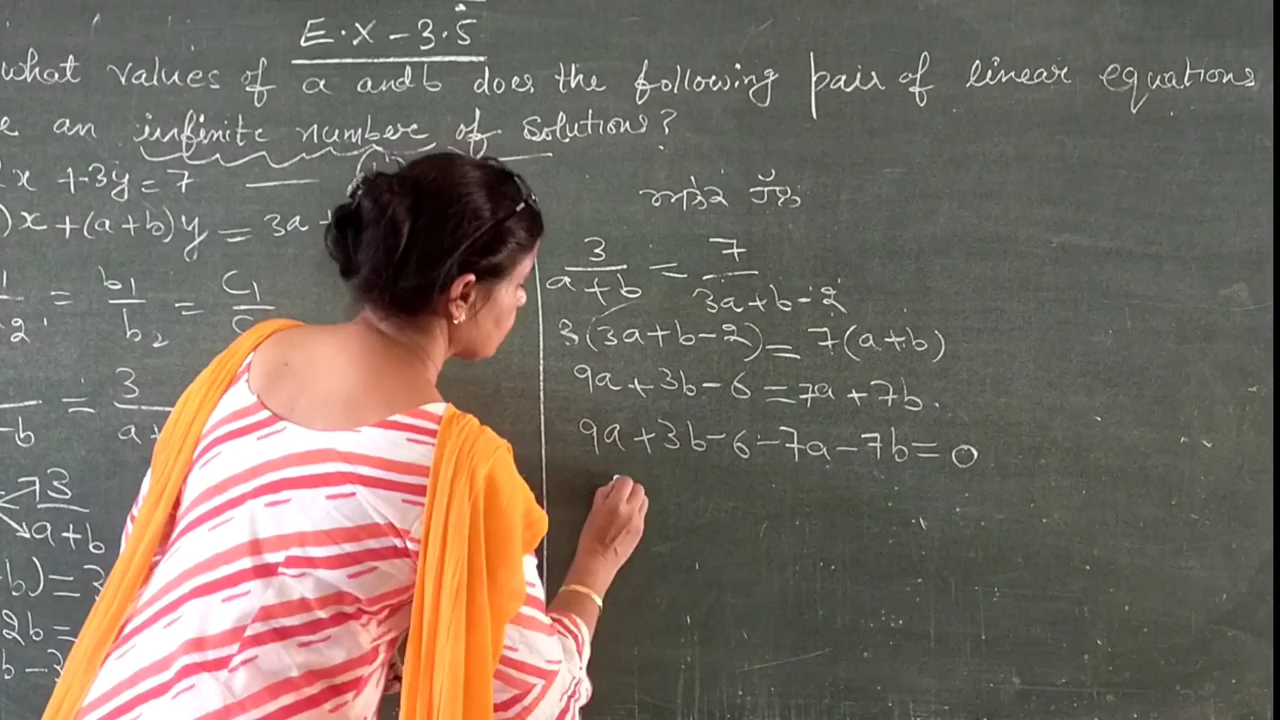 E.X - 3.5
what values of a and b does the following pair of linear equations
e an infinite number of solutions?
x + 3y = 7 —
)x + (a+b)y = 3a +
1/2 = b₁/b₂ = C₁/
-b = 3/a+
3/a+b
-b) = 3
2b =
b - 3
3/a+b = 7/3a+b-2
3(3a+b-2) = 7(a+b)
9a+3b-6 = 7a+7b.
9a+3b-6-7a-7b=0